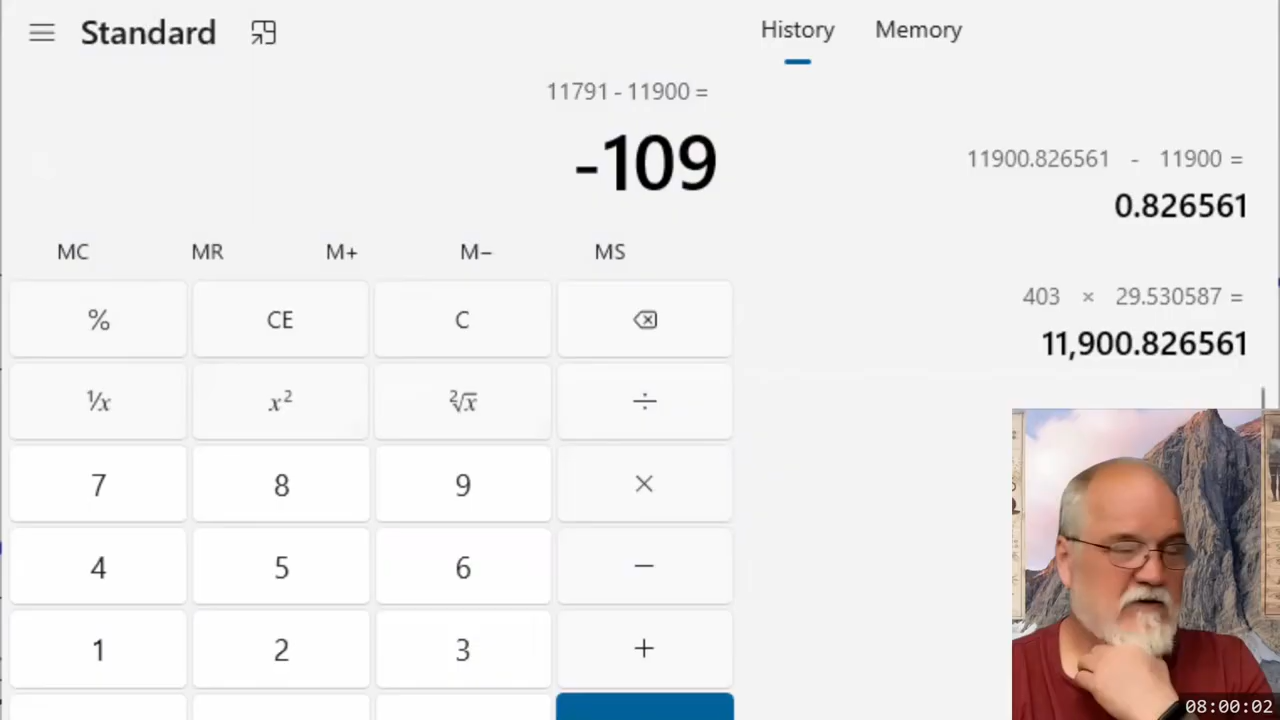 Standard
History Memory
11791 - 11900 =
-109
11900.826561 - 11900 =
0.826561
403 × 29.530587 =
11,900.826561
MC MR M+ M− MS
% CE C
⅟x x² ²√x ÷
7 8 9 ×
4 5 6 −
1 2 3 +
08:00:02